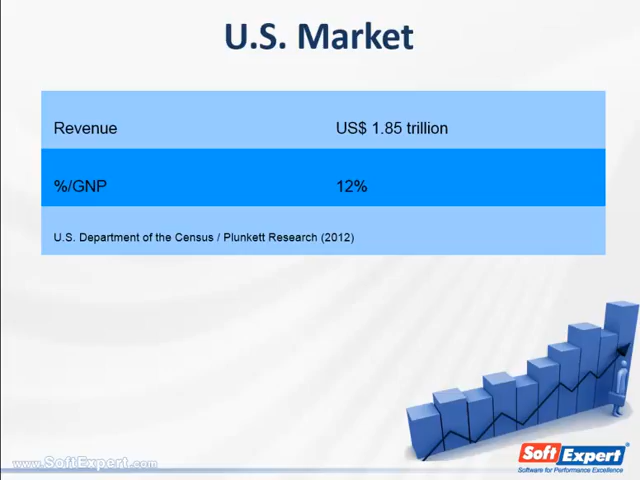 U.S. Market
Revenue US$ 1.85 trillion
%/GNP 12%
U.S. Department of the Census / Plunkett Research (2012)
www.SoftExpert.com
Soft Expert®
Software for Performance Excellence